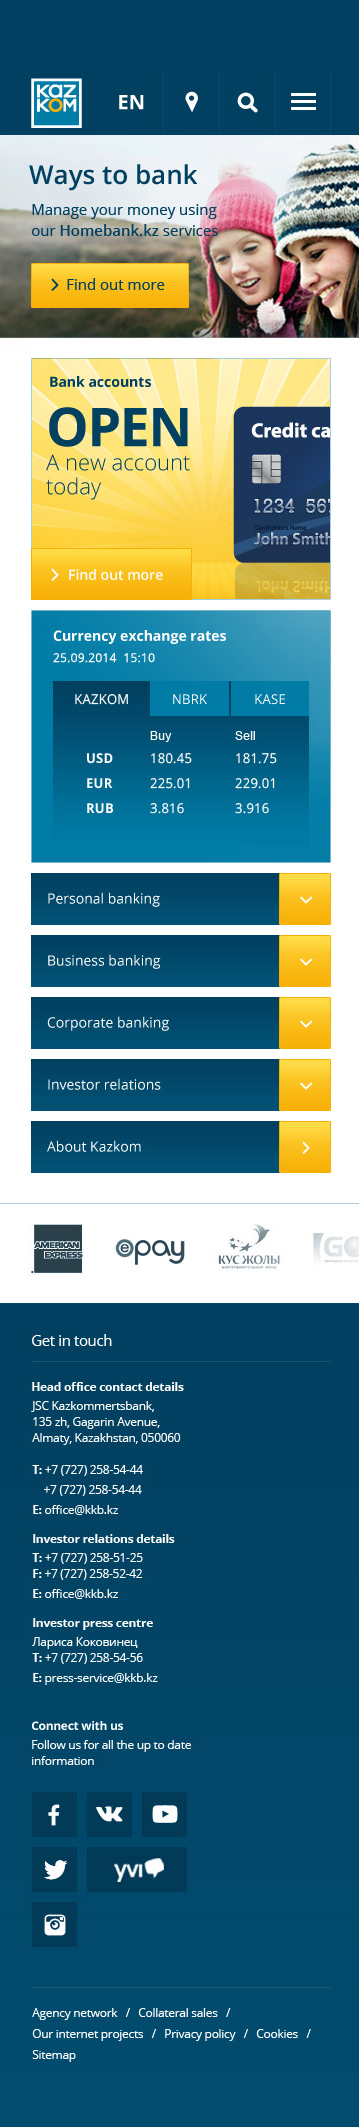 KAZ
KOM
EN
Ways to bank
Manage your money using
our Homebank.kz services
Find out more
Bank accounts
OPEN
A new account
today
Credit ca
1234 567
Cardholders Name
John Smith
Find out more
Currency exchange rates
25.09.2014 15:10
KAZKOM NBRK KASE
Buy Sell
USD 180.45 181.75
EUR 225.01 229.01
RUB 3.816 3.916
Personal banking
Business banking
Corporate banking
Investor relations
About Kazkom
AMERICAN
EXPRESS
epay
КУС ЖОЛЫ
GO
Get in touch
Head office contact details
JSC Kazkommertsbank,
135 zh, Gagarin Avenue,
Almaty, Kazakhstan, 050060
T: +7 (727) 258-54-44
+7 (727) 258-54-44
E: office@kkb.kz
Investor relations details
T: +7 (727) 258-51-25
F: +7 (727) 258-52-42
E: office@kkb.kz
Investor press centre
Лариса Коковинец
T: +7 (727) 258-54-56
E: press-service@kkb.kz
Connect with us
Follow us for all the up to date
information
yvi
Agency network / Collateral sales /
Our internet projects / Privacy policy / Cookies /
Sitemap